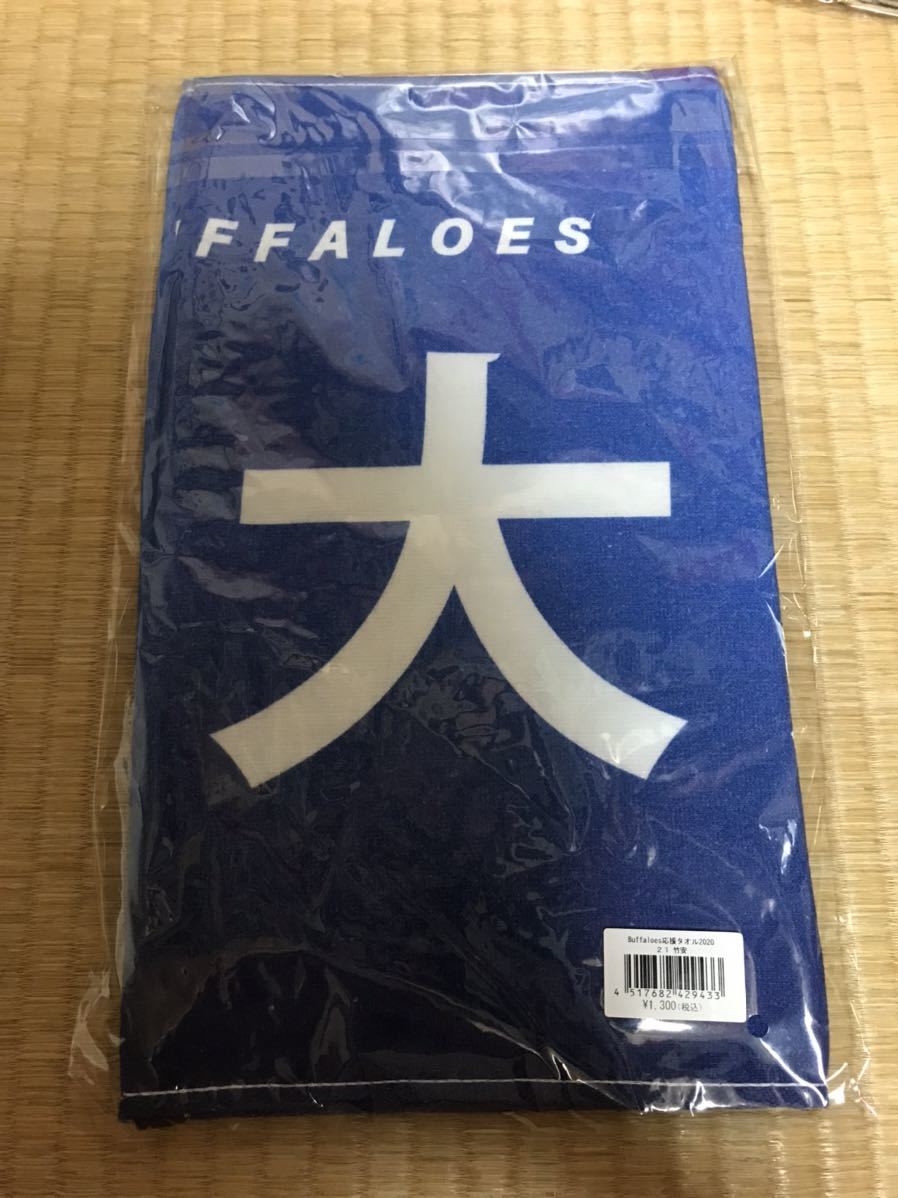 FFALOES
大
Buffaloes応援タオル2020
21 竹安
4 517682 429433
¥1,300(税込)